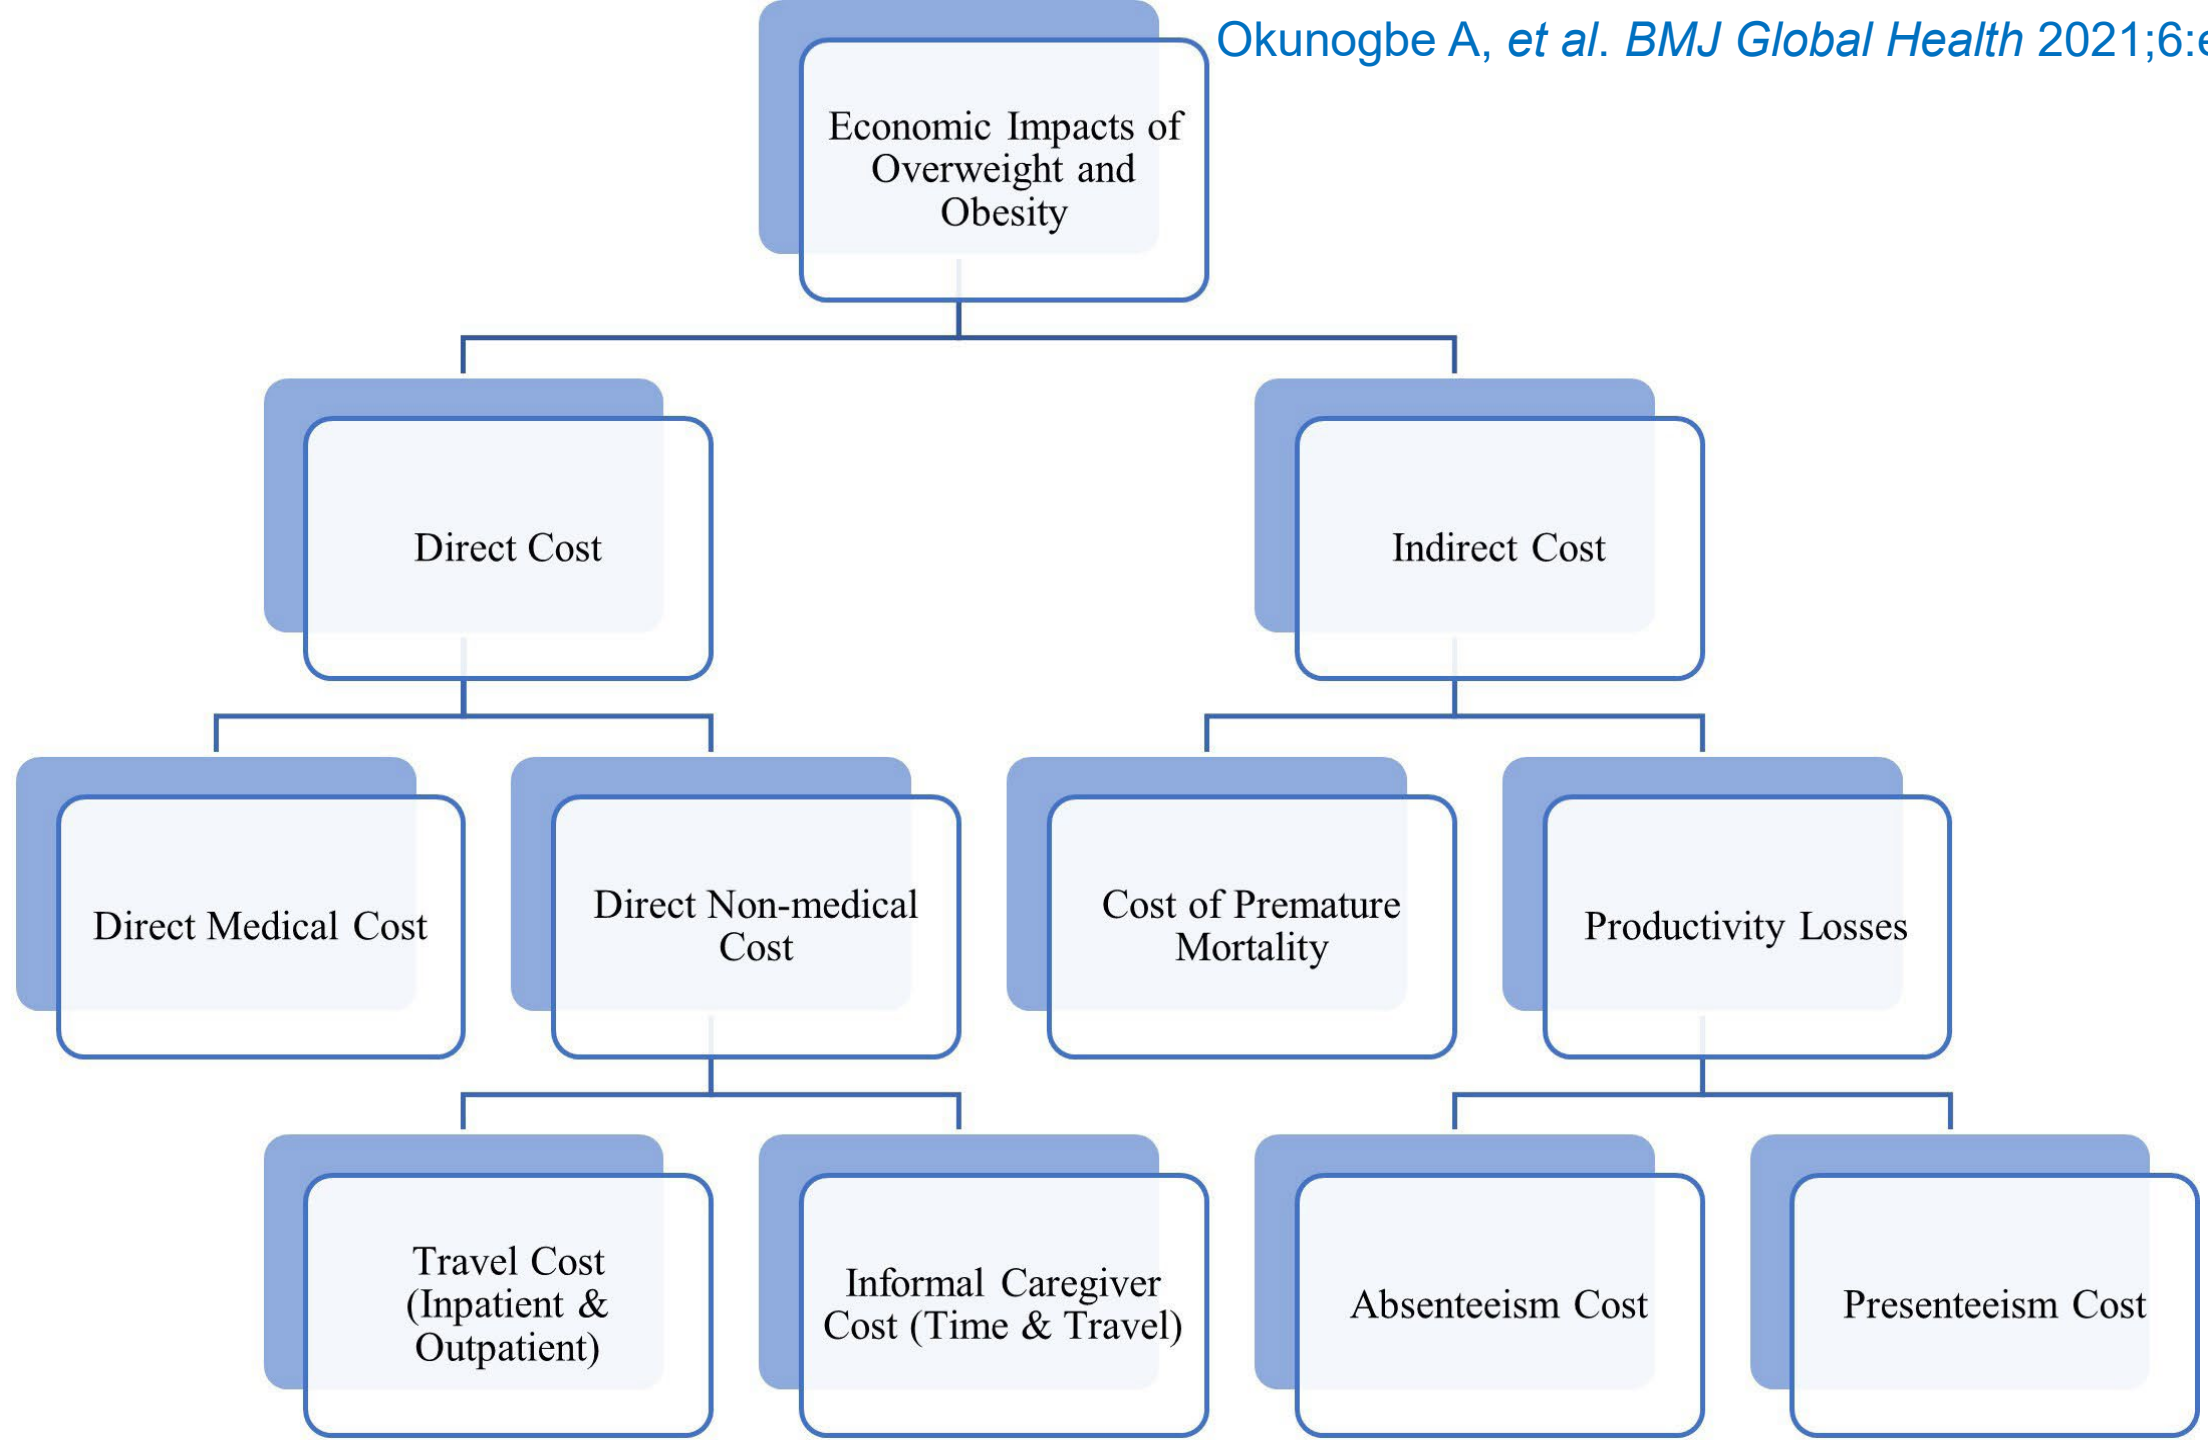 Okunogbe A, et al. BMJ Global Health 2021;6:e
Economic Impacts of
Overweight and
Obesity
Direct Cost
Indirect Cost
Direct Medical Cost
Direct Non-medical
Cost
Cost of Premature
Mortality
Productivity Losses
Travel Cost
(Inpatient &
Outpatient)
Informal Caregiver
Cost (Time & Travel)
Absenteeism Cost
Presenteeism Cost